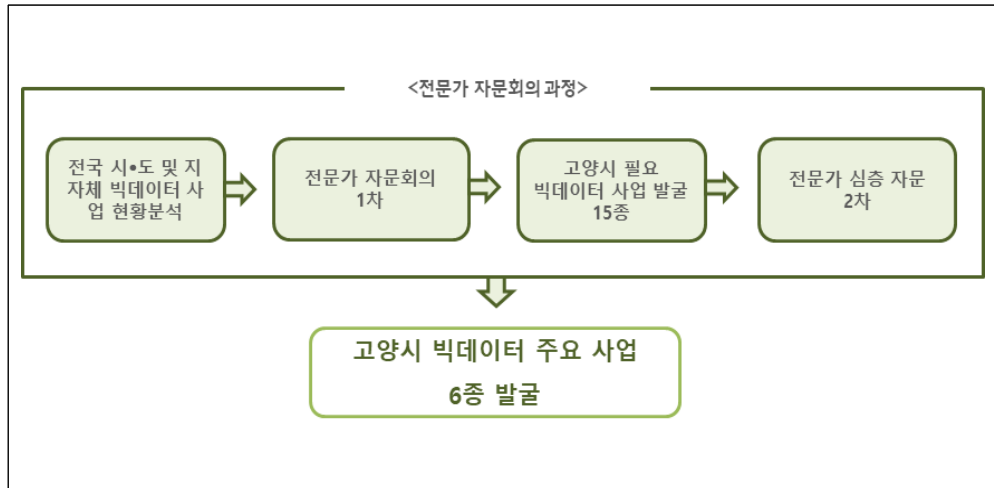 <전문가 자문회의 과정>
전국 시•도 및 지
자체 빅데이터 사
업 현황분석
전문가 자문회의
1차
고양시 필요
빅데이터 사업 발굴
15종
전문가 심층 자문
2차
고양시 빅데이터 주요 사업
6종 발굴